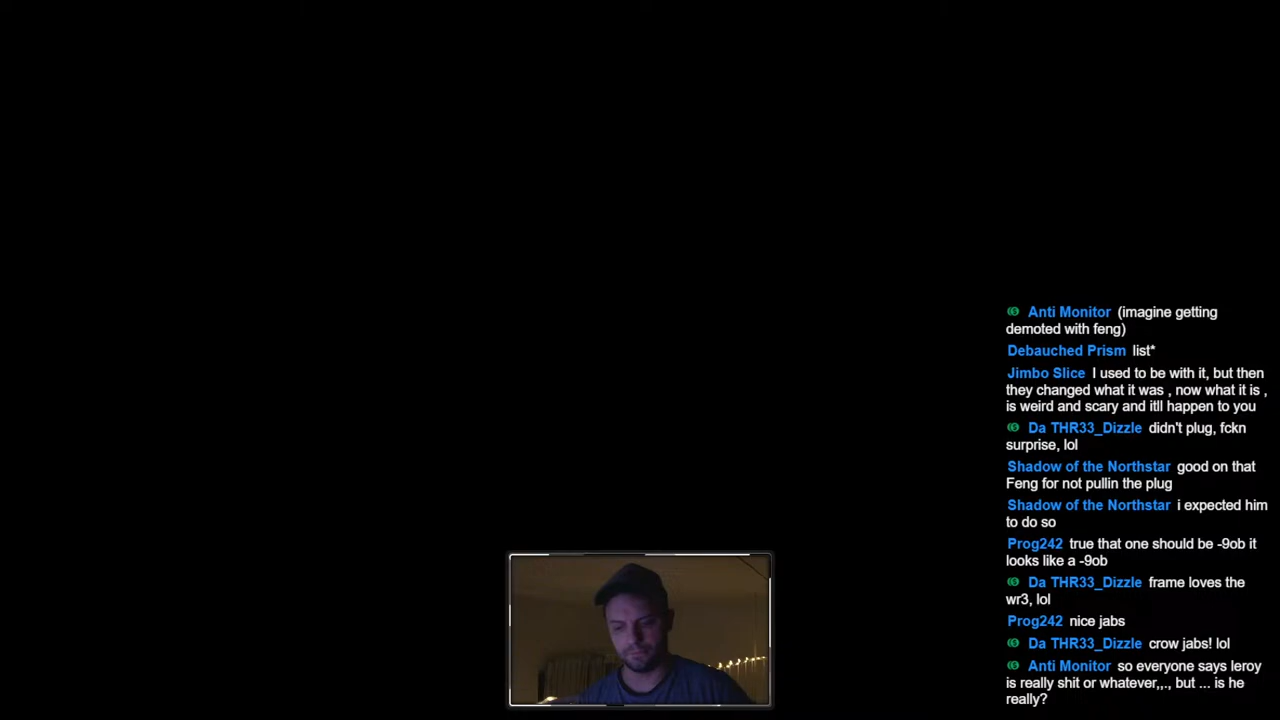 Anti Monitor (imagine getting
demoted with feng)
Debauched Prism list*
Jimbo Slice I used to be with it, but then
they changed what it was , now what it is ,
is weird and scary and itll happen to you
Da THR33_Dizzle didn't plug, fckn
surprise, lol
Shadow of the Northstar good on that
Feng for not pullin the plug
Shadow of the Northstar i expected him
to do so
Prog242 true that one should be -9ob it
looks like a -9ob
Da THR33_Dizzle frame loves the
wr3, lol
Prog242 nice jabs
Da THR33_Dizzle crow jabs! lol
Anti Monitor so everyone says leroy
is really shit or whatever,,., but ... is he
really?